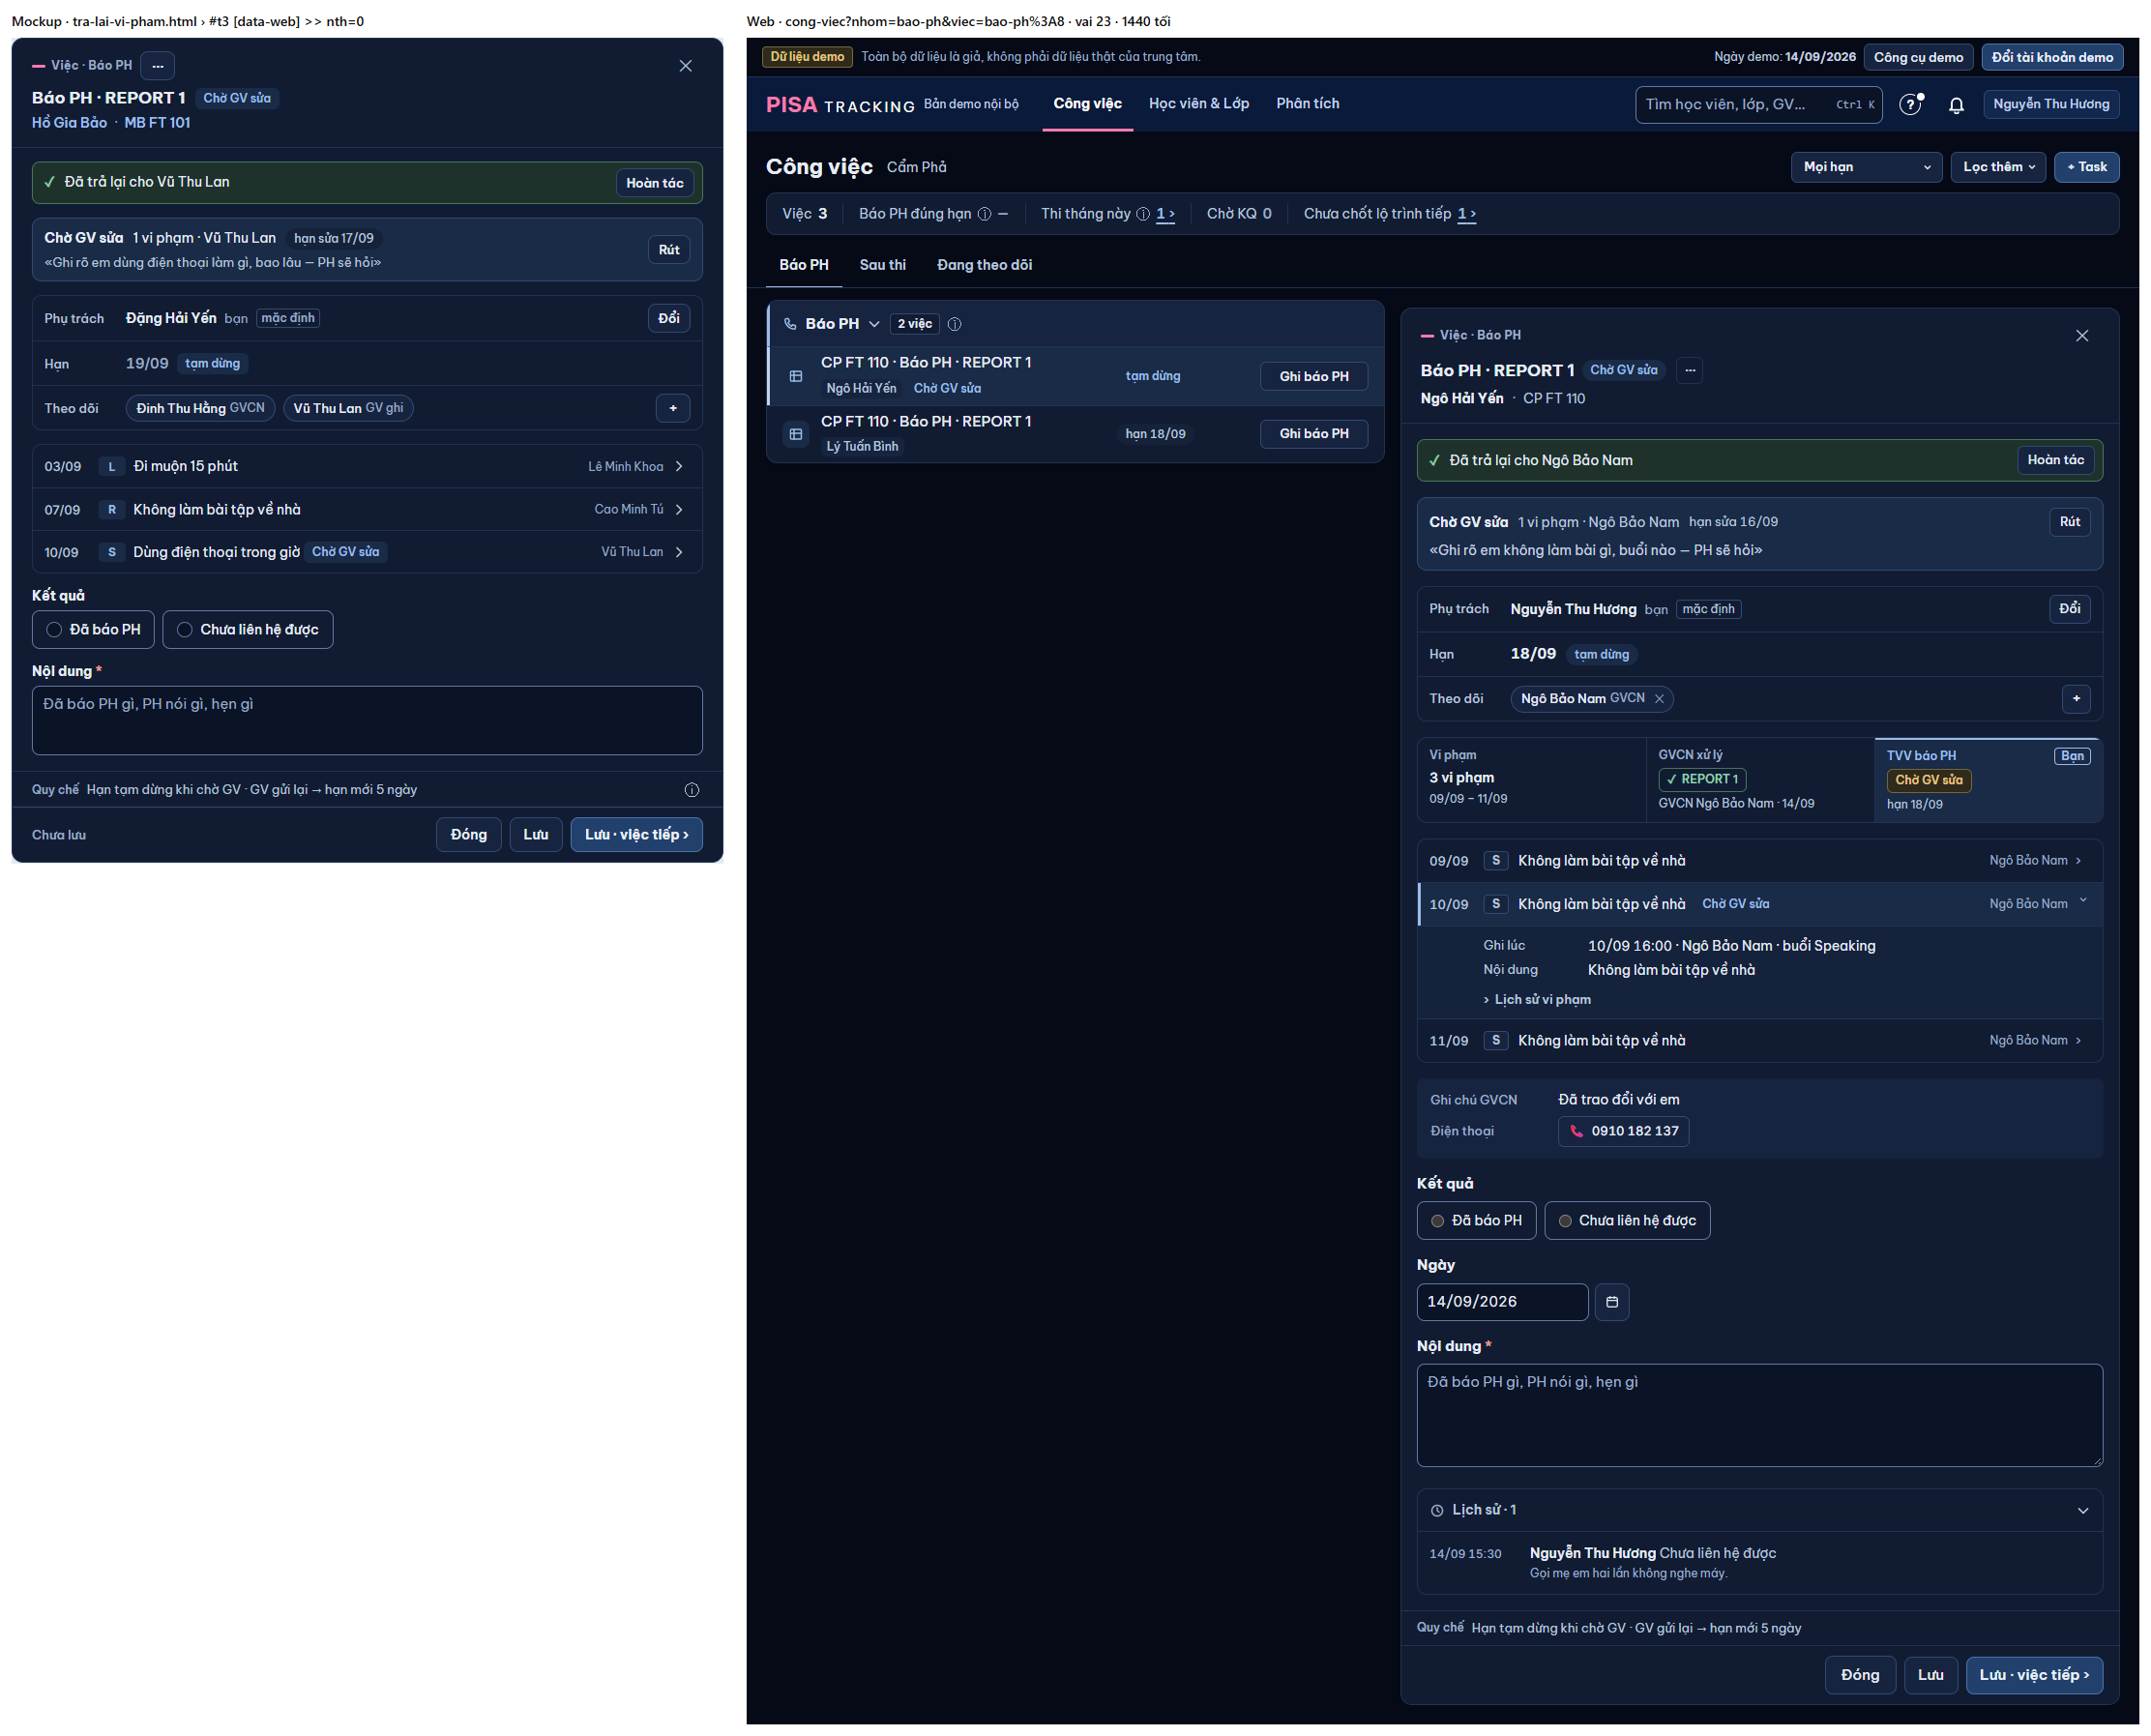 Mockup · tra-lai-vi-pham.html › #t3 [data-web] >> nth=0
Việc · Báo PH ···
Báo PH · REPORT 1 Chờ GV sửa
Hồ Gia Bảo · MB FT 101
✓ Đã trả lại cho Vũ Thu Lan Hoàn tác
Chờ GV sửa 1 vi phạm · Vũ Thu Lan hạn sửa 17/09 Rút
«Ghi rõ em dùng điện thoại làm gì, bao lâu — PH sẽ hỏi»
Phụ trách Đặng Hải Yến bạn mặc định Đổi
Hạn 19/09 tạm dừng
Theo dõi Đinh Thu Hằng GVCN Vũ Thu Lan GV ghi +
03/09 L Đi muộn 15 phút Lê Minh Khoa
07/09 R Không làm bài tập về nhà Cao Minh Tú
10/09 S Dùng điện thoại trong giờ Chờ GV sửa Vũ Thu Lan
Kết quả
Đã báo PH Chưa liên hệ được
Nội dung *
Đã báo PH gì, PH nói gì, hẹn gì
Quy chế Hạn tạm dừng khi chờ GV · GV gửi lại → hạn mới 5 ngày
Chưa lưu Đóng Lưu Lưu · việc tiếp ›
Web · cong-viec?nhom=bao-ph&viec=bao-ph%3A8 · vai 23 · 1440 tối
Dữ liệu demo Toàn bộ dữ liệu là giả, không phải dữ liệu thật của trung tâm. Ngày demo: 14/09/2026 Công cụ demo Đổi tài khoản demo
PISA TRACKING Bản demo nội bộ Công việc Học viên & Lớp Phân tích Tìm học viên, lớp, GV... Ctrl K ? Nguyễn Thu Hương
Công việc Cẩm Phả Mọi hạn Lọc thêm + Task
Việc 3 Báo PH đúng hạn — Thi tháng này 1 › Chờ KQ 0 Chưa chốt lộ trình tiếp 1 ›
Báo PH Sau thi Đang theo dõi
Báo PH 2 việc
CP FT 110 · Báo PH · REPORT 1 tạm dừng Ghi báo PH
Ngô Hải Yến Chờ GV sửa
CP FT 110 · Báo PH · REPORT 1 hạn 18/09 Ghi báo PH
Lý Tuấn Bình
Việc · Báo PH
Báo PH · REPORT 1 Chờ GV sửa ···
Ngô Hải Yến · CP FT 110
✓ Đã trả lại cho Ngô Bảo Nam Hoàn tác
Chờ GV sửa 1 vi phạm · Ngô Bảo Nam hạn sửa 16/09 Rút
«Ghi rõ em không làm bài gì, buổi nào — PH sẽ hỏi»
Phụ trách Nguyễn Thu Hương bạn mặc định Đổi
Hạn 18/09 tạm dừng
Theo dõi Ngô Bảo Nam GVCN +
Vi phạm GVCN xử lý TVV báo PH Bạn
3 vi phạm ✓ REPORT 1 Chờ GV sửa
09/09 – 11/09 GVCN Ngô Bảo Nam · 14/09 hạn 18/09
09/09 S Không làm bài tập về nhà Ngô Bảo Nam ›
10/09 S Không làm bài tập về nhà Chờ GV sửa Ngô Bảo Nam
Ghi lúc 10/09 16:00 · Ngô Bảo Nam · buổi Speaking
Nội dung Không làm bài tập về nhà
› Lịch sử vi phạm
11/09 S Không làm bài tập về nhà Ngô Bảo Nam ›
Ghi chú GVCN Đã trao đổi với em
Điện thoại 0910 182 137
Kết quả
Đã báo PH Chưa liên hệ được
Ngày
14/09/2026
Nội dung *
Đã báo PH gì, PH nói gì, hẹn gì
Lịch sử · 1
14/09 15:30 Nguyễn Thu Hương Chưa liên hệ được
Gọi mẹ em hai lần không nghe máy.
Quy chế Hạn tạm dừng khi chờ GV · GV gửi lại → hạn mới 5 ngày
Đóng Lưu Lưu · việc tiếp ›